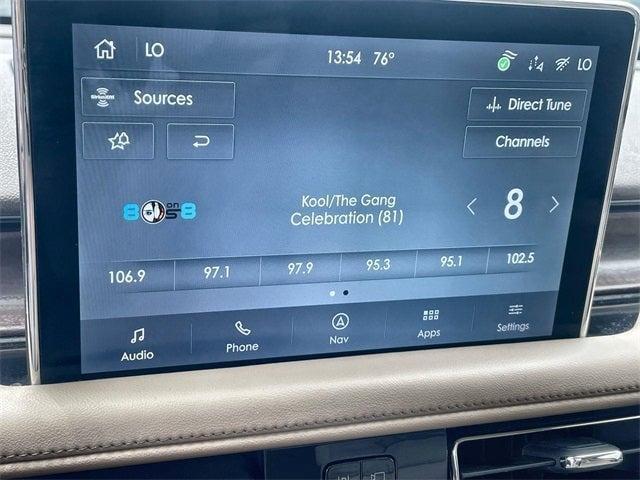 LO 13:54 76° LO
SiriusXM Sources Direct Tune
Channels
80s on 8
Kool/The Gang
Celebration (81)
8
106.9 97.1 97.9 95.3 95.1 102.5
Audio Phone Nav Apps Settings